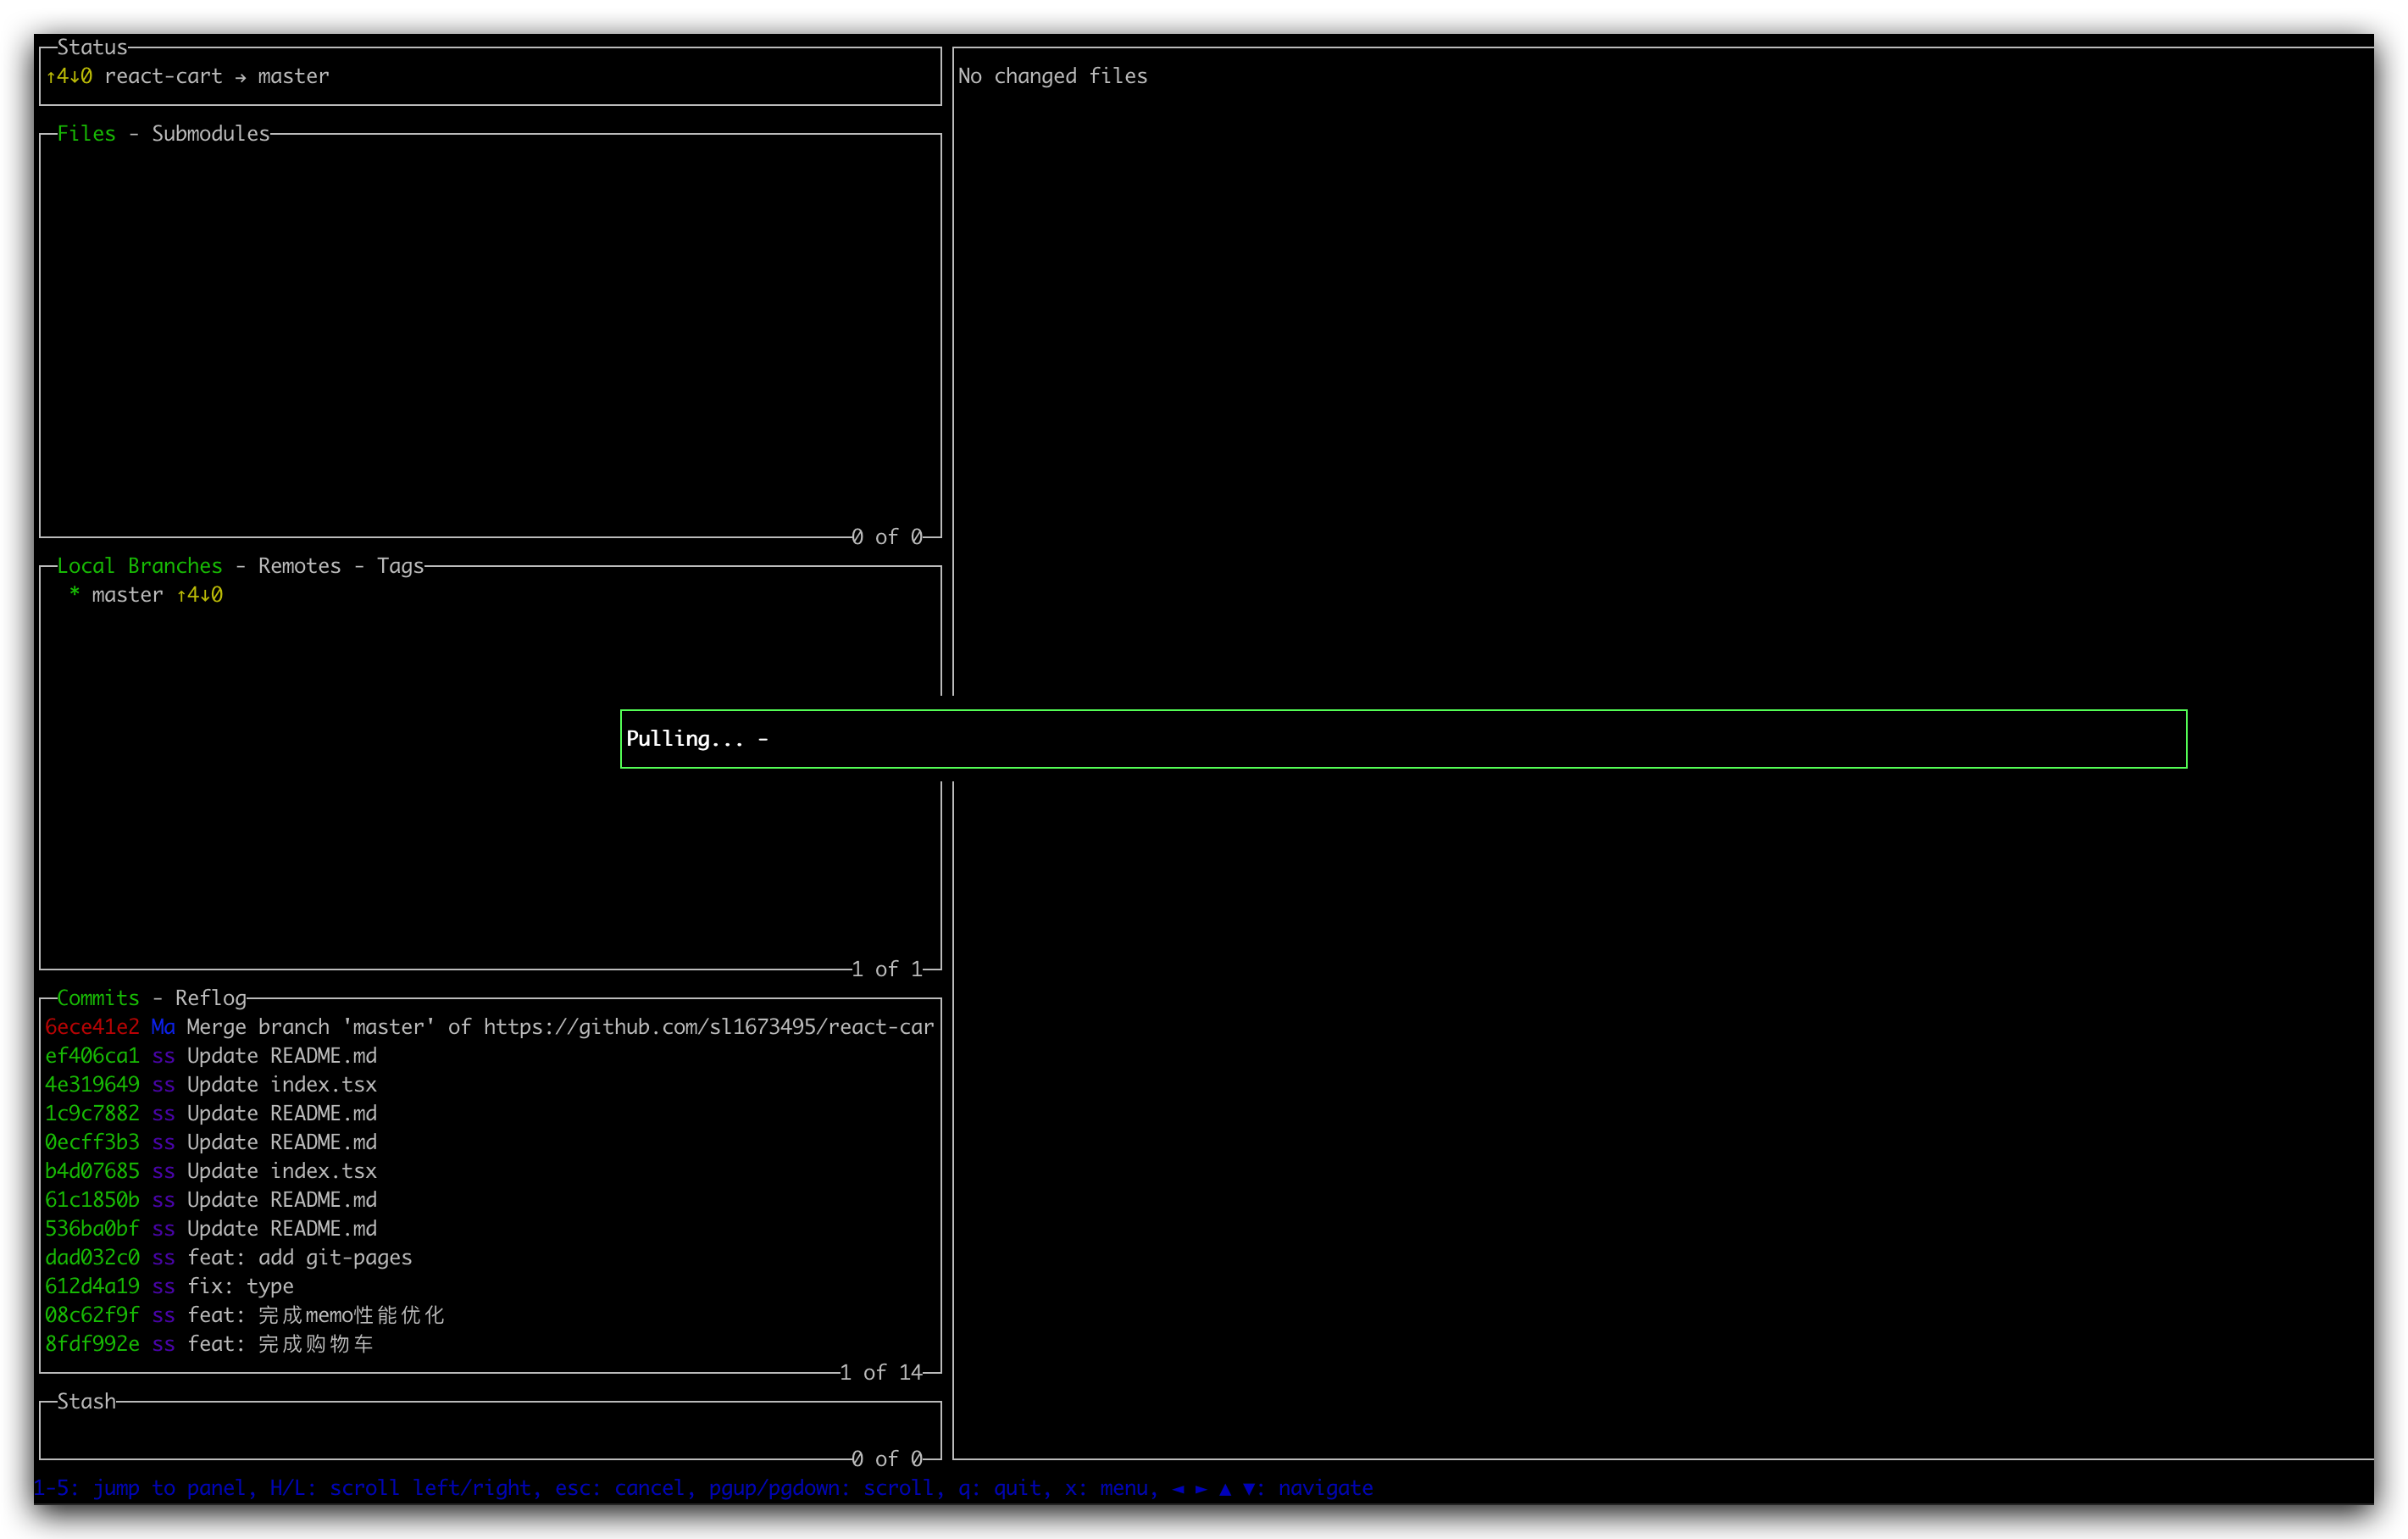 Status
↑4↓0 react-cart → master
Files - Submodules
0 of 0
Local Branches - Remotes - Tags
* master ↑4↓0
1 of 1
Commits - Reflog
6ece41e2 Ma Merge branch 'master' of https://github.com/sl1673495/react-car
ef406ca1 ss Update README.md
4e319649 ss Update index.tsx
1c9c7882 ss Update README.md
0ecff3b3 ss Update README.md
b4d07685 ss Update index.tsx
61c1850b ss Update README.md
536ba0bf ss Update README.md
dad032c0 ss feat: add git-pages
612d4a19 ss fix: type
08c62f9f ss feat: 完成memo性能优化
8fdf992e ss feat: 完成购物车
1 of 14
Stash
0 of 0
No changed files
Pulling... -
1-5: jump to panel, H/L: scroll left/right, esc: cancel, pgup/pgdown: scroll, q: quit, x: menu, ◄ ► ▲ ▼: navigate